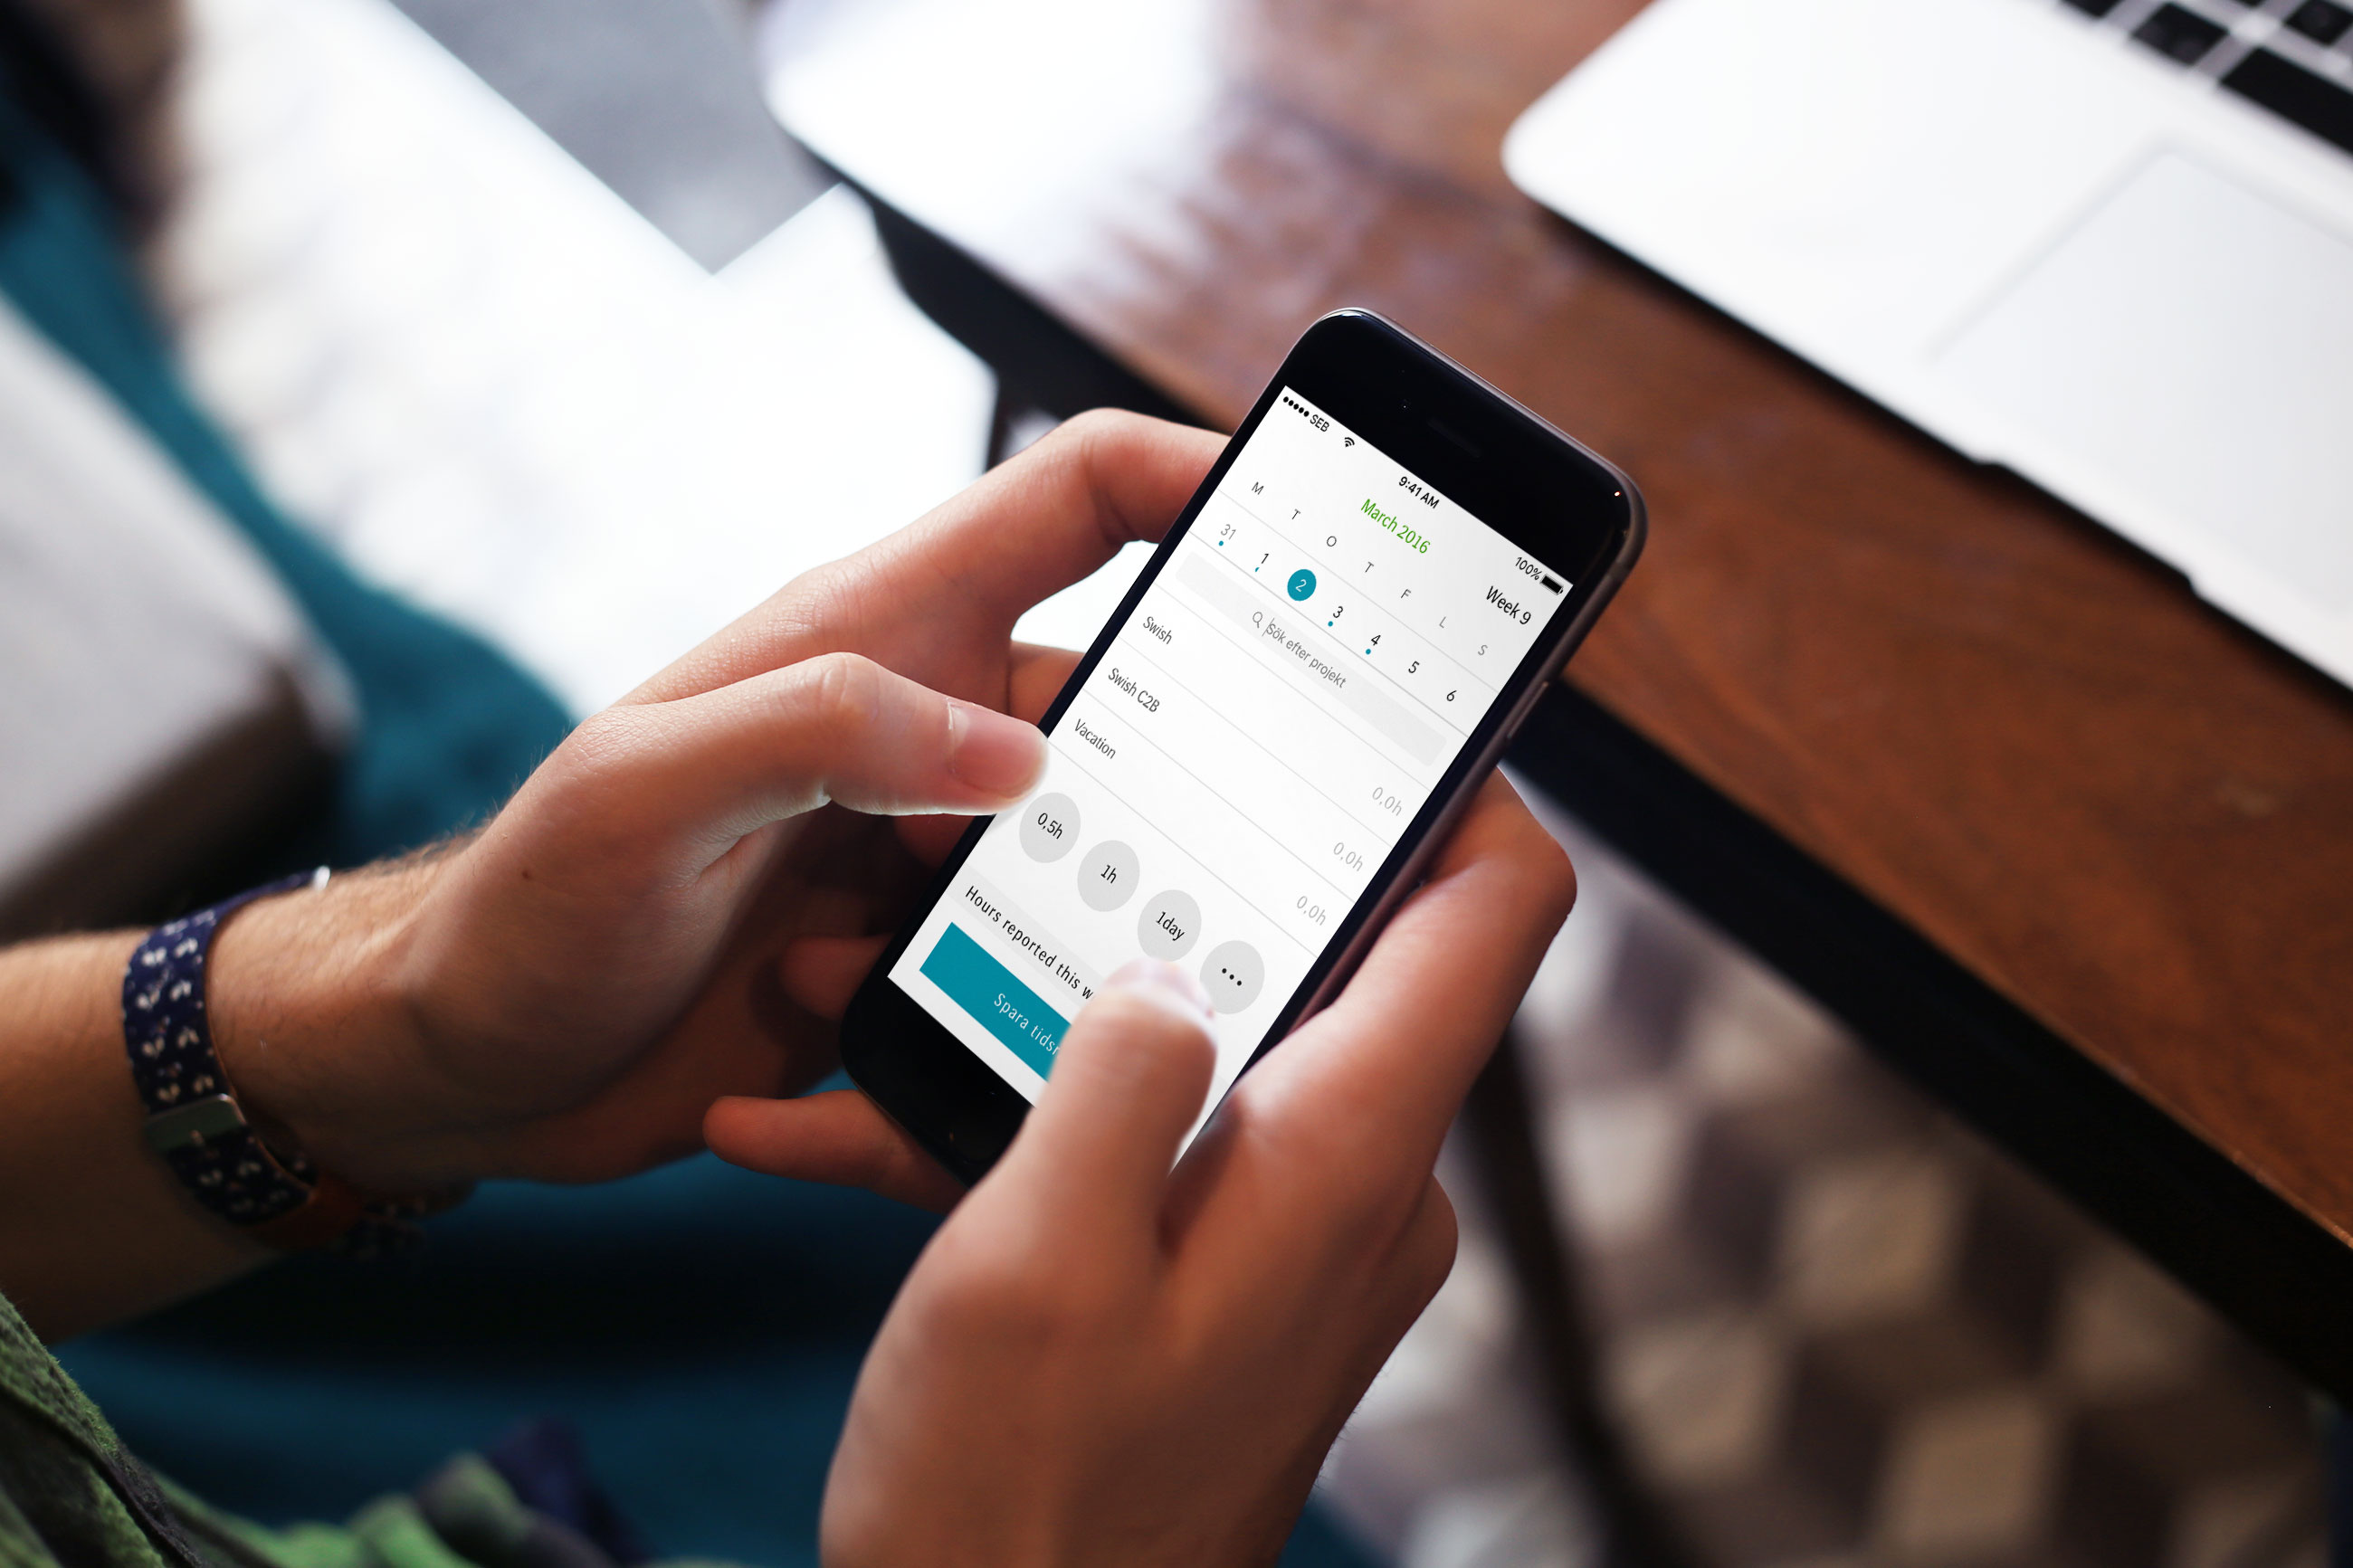 SEB 9:41 AM 100%
March 2016 Week 9
M T O T F L S
31 1 2 3 4 5 6
Sök efter projekt
Swish 0,0h
Swish C2B 0,0h
Vacation 0,0h
0,5h 1h 1day •••
Hours reported this
Spara